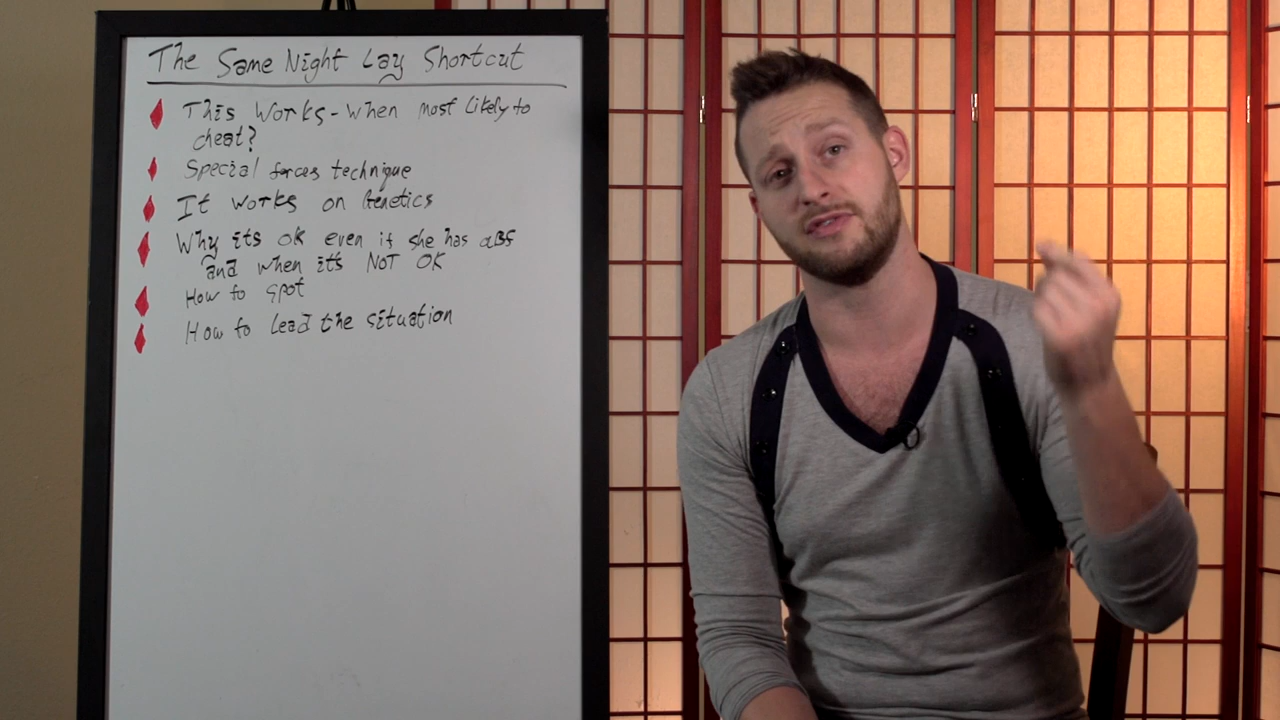 The Same Night Lay Shortcut
This Works - When most likely to
cheat?
Special forces technique
It works on Genetics
Why its ok even if she has a BF
and when it's NOT OK
How to spot
How to lead the situation